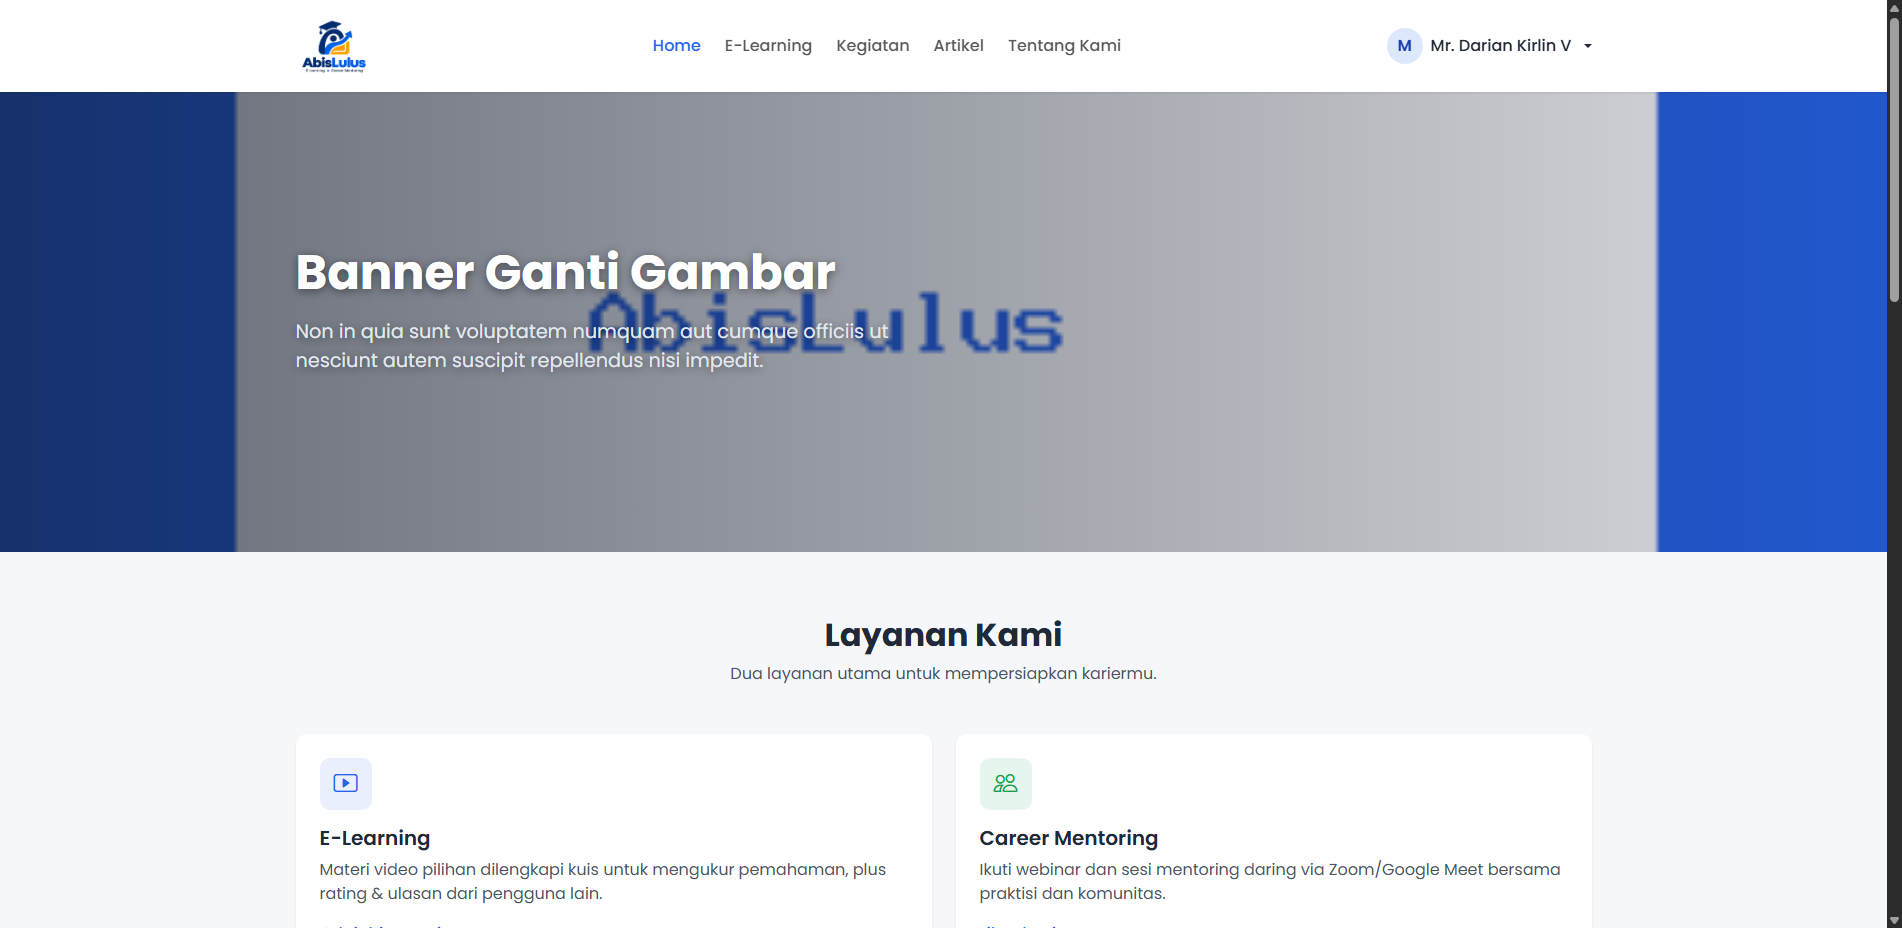 AbisLulus
Home
E-Learning
Kegiatan
Artikel
Tentang Kami
M
Mr. Darian Kirlin V
Banner Ganti Gambar
AbisLulus
Non in quia sunt voluptatem numquam aut cumque officiis ut
nesciunt autem suscipit repellendus nisi impedit.
Layanan Kami
Dua layanan utama untuk mempersiapkan kariermu.
E-Learning
Materi video pilihan dilengkapi kuis untuk mengukur pemahaman, plus
rating & ulasan dari pengguna lain.
Career Mentoring
Ikuti webinar dan sesi mentoring daring via Zoom/Google Meet bersama
praktisi dan komunitas.